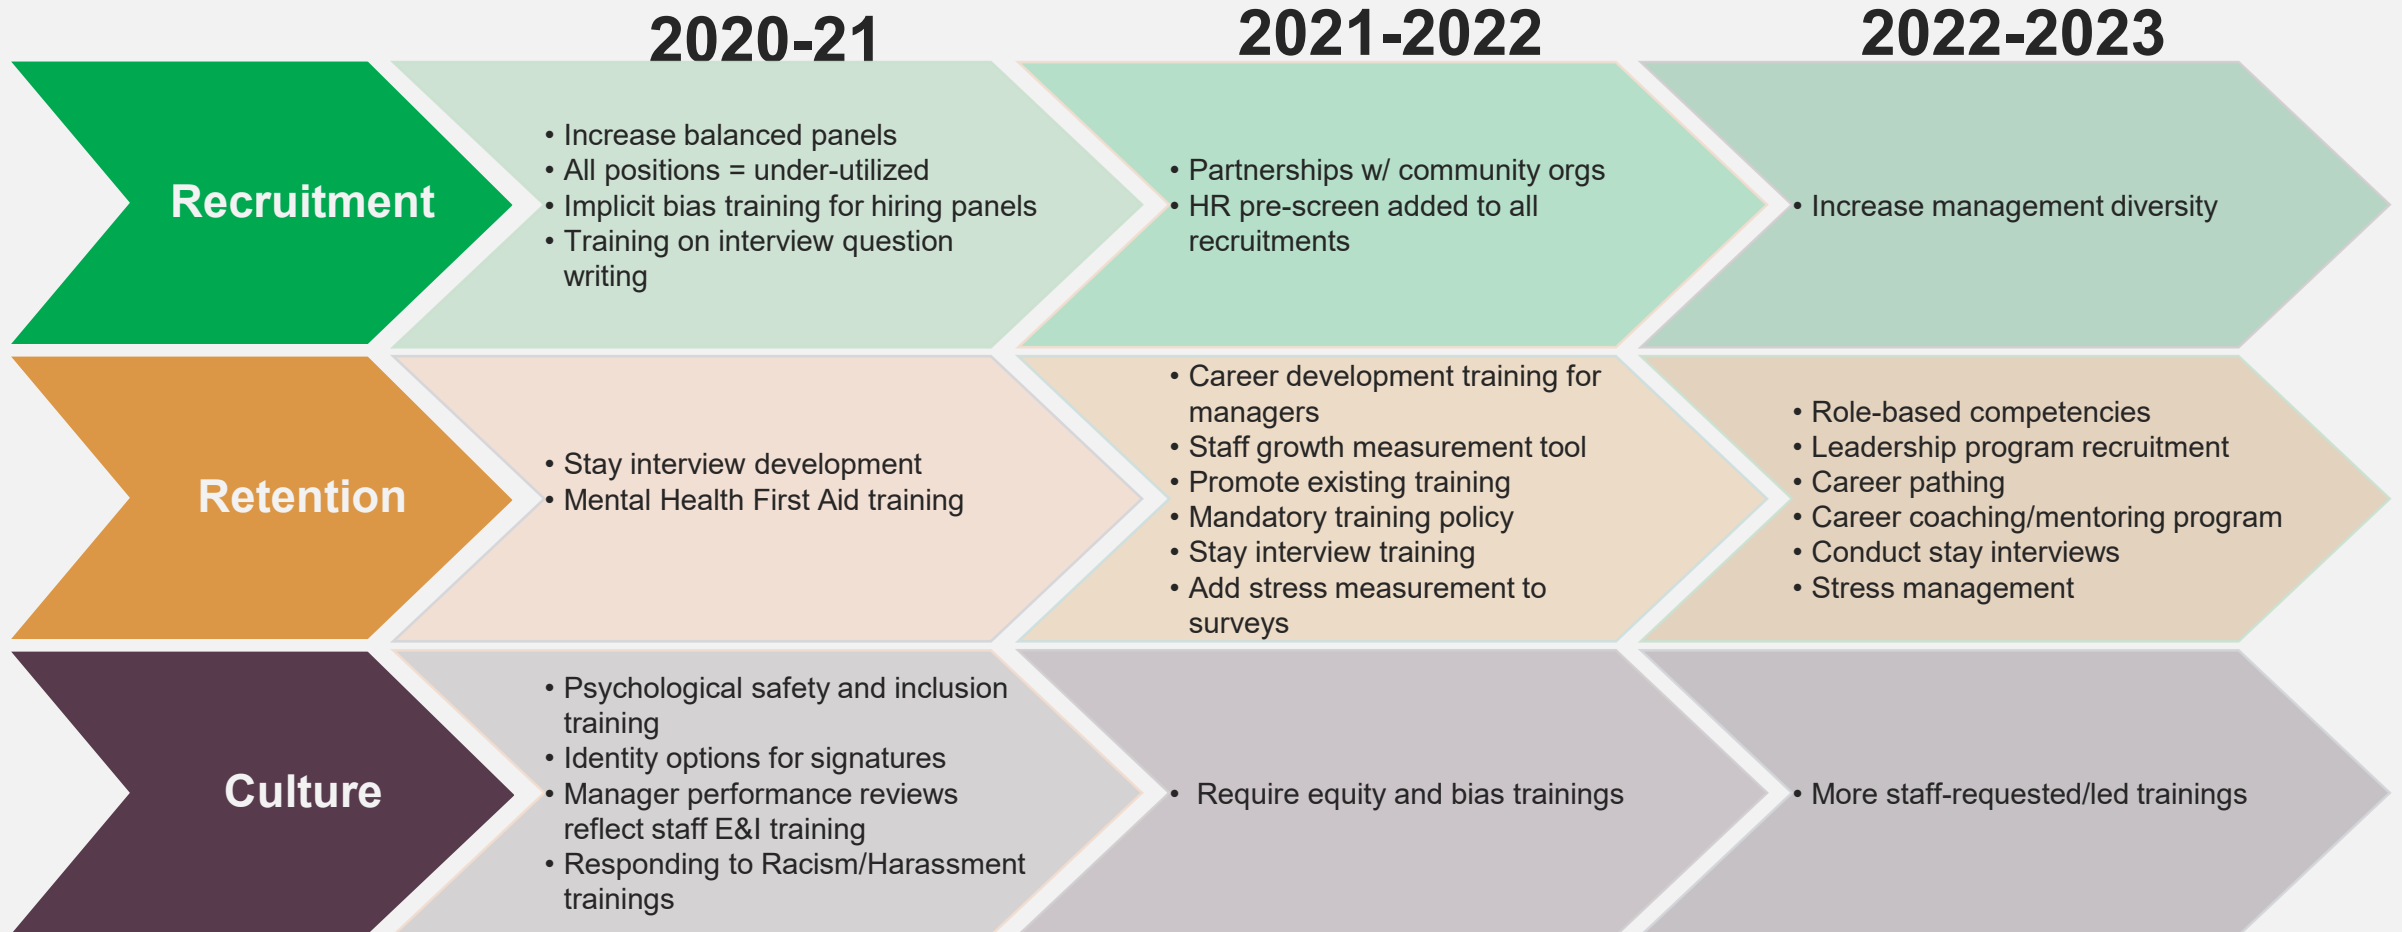 2020-21
2021-2022
2022-2023
Recruitment
• Increase balanced panels
• All positions = under-utilized
• Implicit bias training for hiring panels
• Training on interview question
writing
• Partnerships w/ community orgs
• HR pre-screen added to all
recruitments
• Increase management diversity
Retention
• Stay interview development
• Mental Health First Aid training
• Career development training for
managers
• Staff growth measurement tool
• Promote existing training
• Mandatory training policy
• Stay interview training
• Add stress measurement to
surveys
• Role-based competencies
• Leadership program recruitment
• Career pathing
• Career coaching/mentoring program
• Conduct stay interviews
• Stress management
Culture
• Psychological safety and inclusion
training
• Identity options for signatures
• Manager performance reviews
reflect staff E&I training
• Responding to Racism/Harassment
trainings
• Require equity and bias trainings
• More staff-requested/led trainings